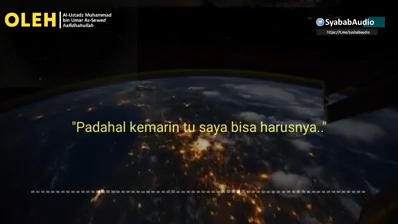 OLEH
Al-Ustadz Muhammad
bin Umar As-Sewed
hafidhahullah
SyababAudio
https://t.me/syababaudio
"Padahal kemarin tu saya bisa harusnya.."